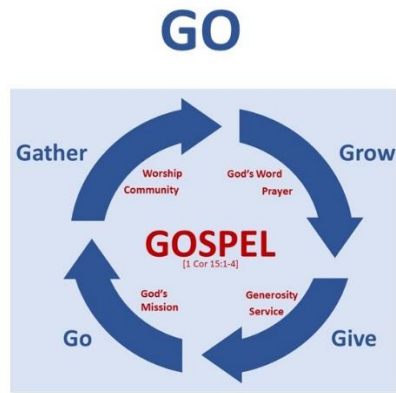 GO
Gather
Worship
Community
Grow
God's Word
Prayer
GOSPEL
[1 Cor 15:1-4]
God's
Mission
Go
Generosity
Service
Give